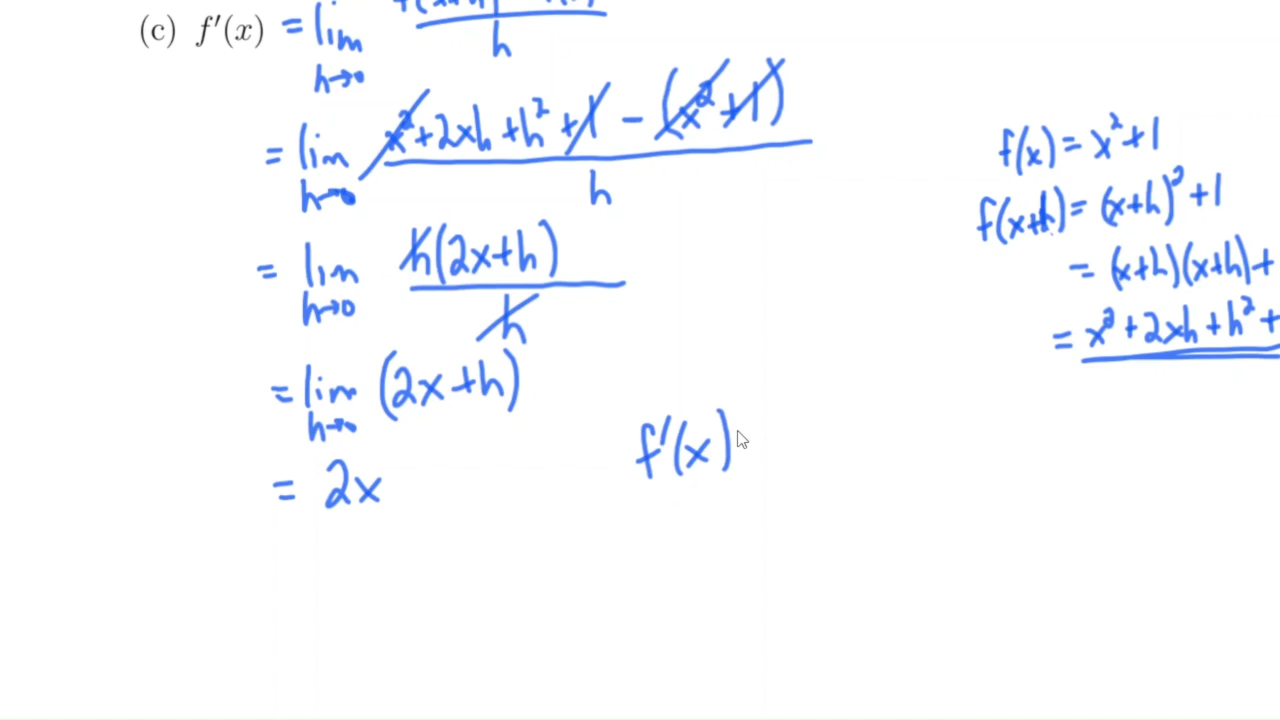 (c) f'(x) = lim
h
h→0
= lim x²+2xh+h²+1 - (x²+1)
h→0 h
= lim h(2x+h)
h→0 h
= lim (2x+h)
h→0
= 2x
f'(x)
f(x) = x²+1
f(x+h) = (x+h)²+1
= (x+h)(x+h)+
= x²+2xh+h²+